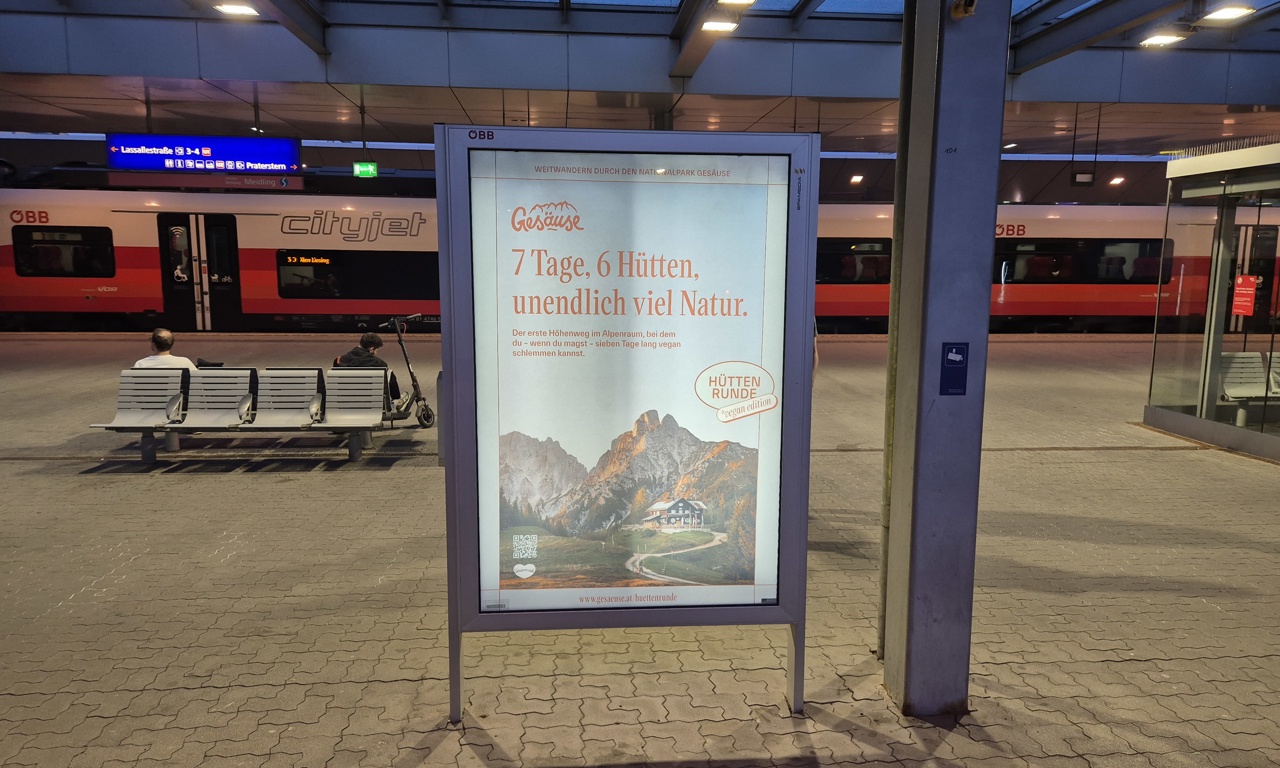 ÖBB
Lassallestraße 3-4
Praterstern
Meidling S
ÖBB
cityjet
WEITWANDERN DURCH DEN NATIONALPARK GESÄUSE
Gesäuse
7 Tage, 6 Hütten,
unendlich viel Natur.
Der erste Höhenweg im Alpenraum, bei dem
du – wenn du magst – sieben Tage lang vegan
schlemmen kannst.
HÜTTEN
RUNDE
*vegan edition
www.gesaeuse.at/huettenrunde
ÖBB